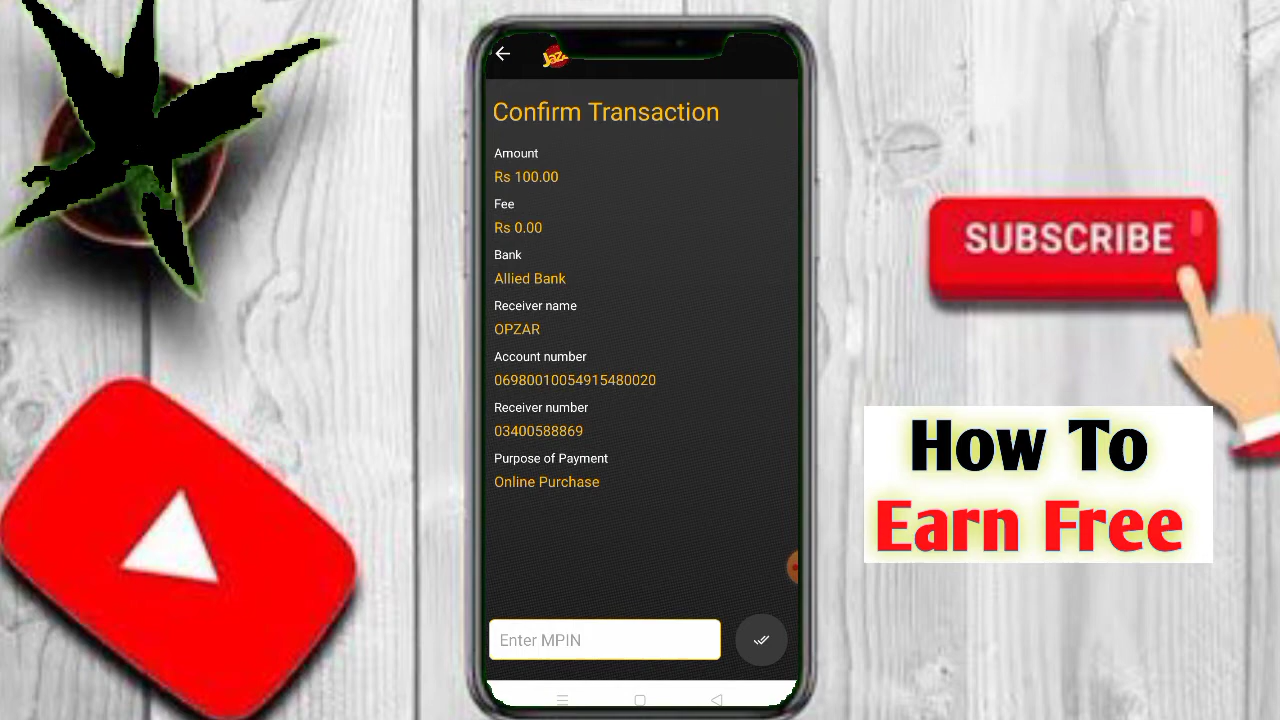 Jazz
Confirm Transaction
Amount
Rs 100.00
Fee
Rs 0.00
Bank
Allied Bank
Receiver name
OPZAR
Account number
06980010054915480020
Receiver number
03400588869
Purpose of Payment
Online Purchase
Enter MPIN
SUBSCRIBE
How To
Earn Free